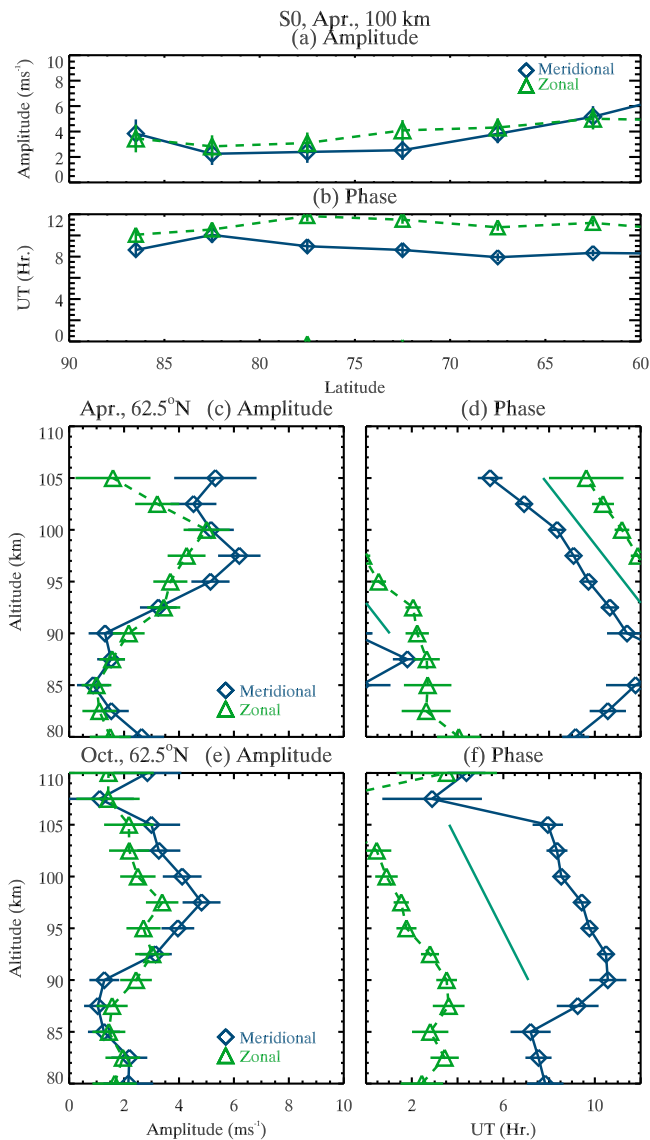 S0, Apr., 100 km
(a) Amplitude
10
8
6
4
2
0
Amplitude (ms⁻¹)
Meridional
Zonal
(b) Phase
12
8
4
0
UT (Hr.)
90 85 80 75 70 65 60
Latitude
Apr., 62.5°N (c) Amplitude (d) Phase
110
105
100
95
90
85
80
Altitude (km)
Meridional
Zonal
Oct., 62.5°N (e) Amplitude (f) Phase
110
105
100
95
90
85
80
Altitude (km)
Meridional
Zonal
0 2 4 6 8 10 2 6 10
Amplitude (ms⁻¹) UT (Hr.)